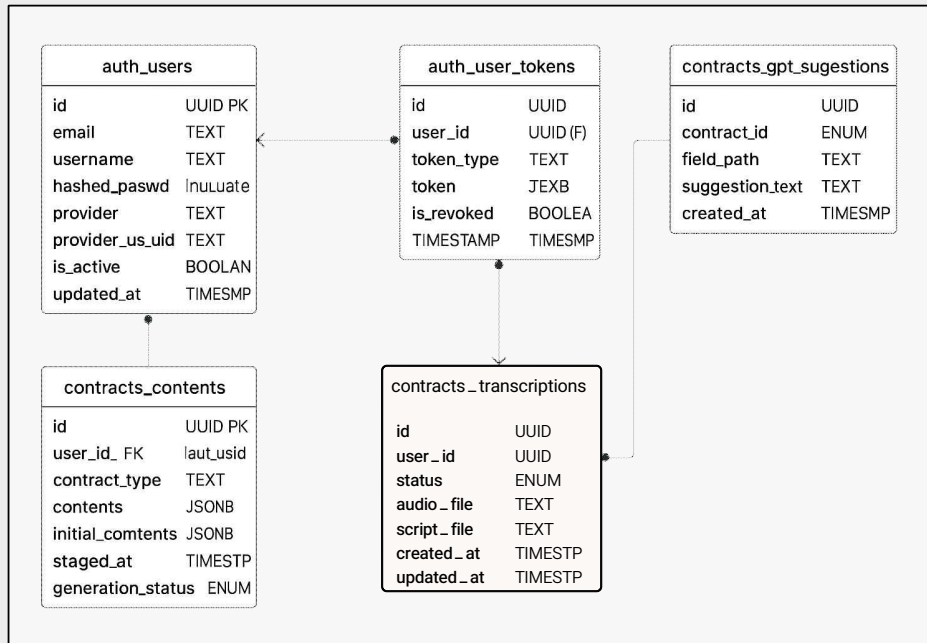 auth_users
id UUID PK
email TEXT
username TEXT
hashed_paswd lnuLuate
provider TEXT
provider_us_uid TEXT
is_active BOOLAN
updated_at TIMESMP
auth_user_tokens
id UUID
user_id UUID (F)
token_type TEXT
token JEXB
is_revoked BOOLEA
TIMESTAMP TIMESMP
contracts_gpt_sugestions
id UUID
contract_id ENUM
field_path TEXT
suggestion_text TEXT
created_at TIMESMP
contracts_contents
id UUID PK
user_id_ FK laut_usid
contract_type TEXT
contents JSONB
initial_comtents JSONB
staged_at TIMESTP
generation_status ENUM
contracts_transcriptions
id UUID
user_id UUID
status ENUM
audio_file TEXT
script_file TEXT
created_at TIMESTP
updated_at TIMESTP